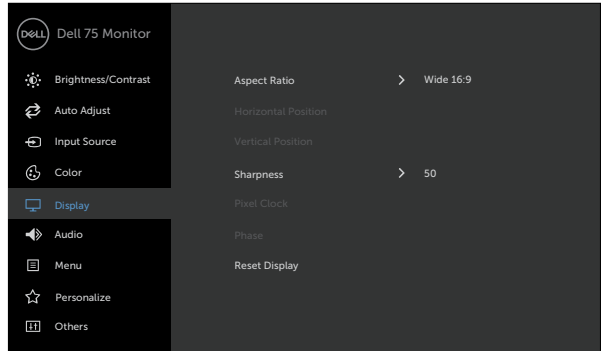 DELL Dell 75 Monitor
Brightness/Contrast
Auto Adjust
Input Source
Color
Display
Audio
Menu
Personalize
Others
Aspect Ratio > Wide 16:9
Horizontal Position
Vertical Position
Sharpness > 50
Pixel Clock
Phase
Reset Display